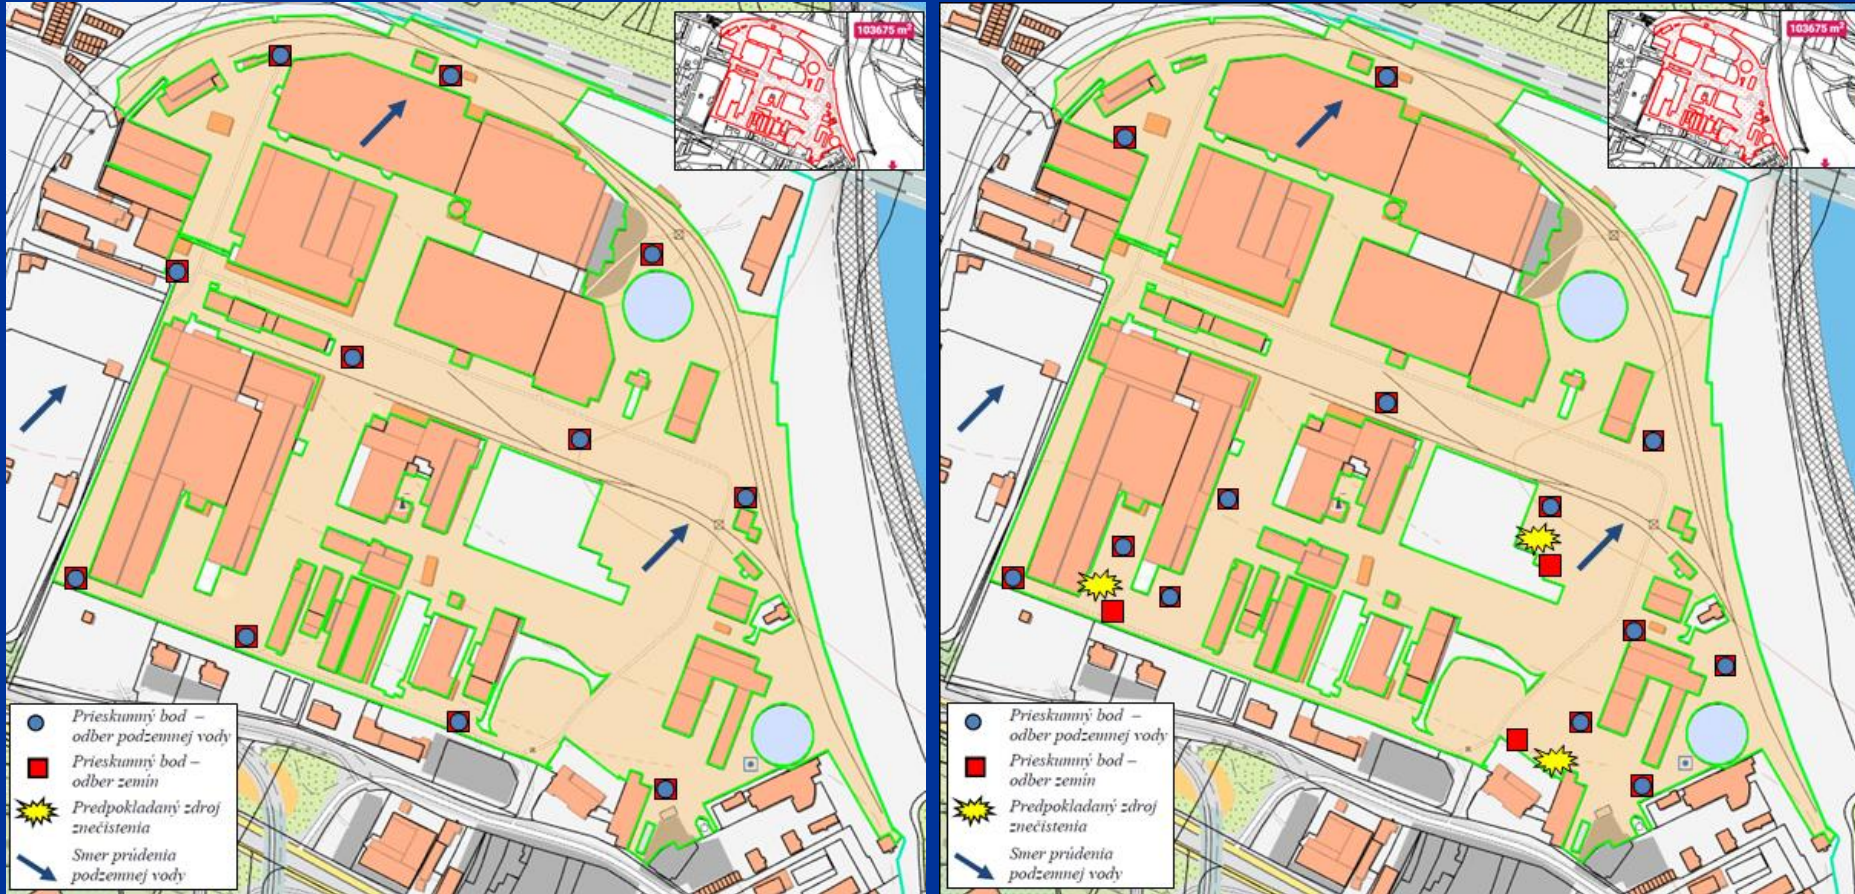 103675 m²
Prieskumný bod –
odber podzemnej vody
Prieskumný bod –
odber zemín
Predpokladaný zdroj
znečistenia
Smer prúdenia
podzemnej vody
103675 m²
Prieskumný bod –
odber podzemnej vody
Prieskumný bod –
odber zemín
Predpokladaný zdroj
znečistenia
Smer prúdenia
podzemnej vody